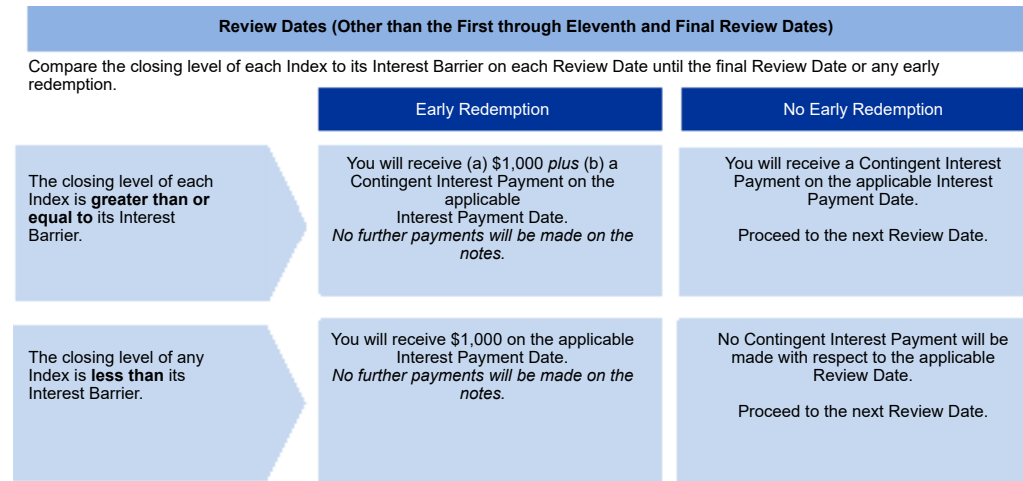 Review Dates (Other than the First through Eleventh and Final Review Dates)
Compare the closing level of each Index to its Interest Barrier on each Review Date until the final Review Date or any early
redemption.
Early Redemption
No Early Redemption
The closing level of each
Index is greater than or
equal to its Interest
Barrier.
You will receive (a) $1,000 plus (b) a
Contingent Interest Payment on the
applicable
Interest Payment Date.
No further payments will be made on the
notes.
You will receive a Contingent Interest
Payment on the applicable Interest
Payment Date.
Proceed to the next Review Date.
The closing level of any
Index is less than its
Interest Barrier.
You will receive $1,000 on the applicable
Interest Payment Date.
No further payments will be made on the
notes.
No Contingent Interest Payment will be
made with respect to the applicable
Review Date.
Proceed to the next Review Date.